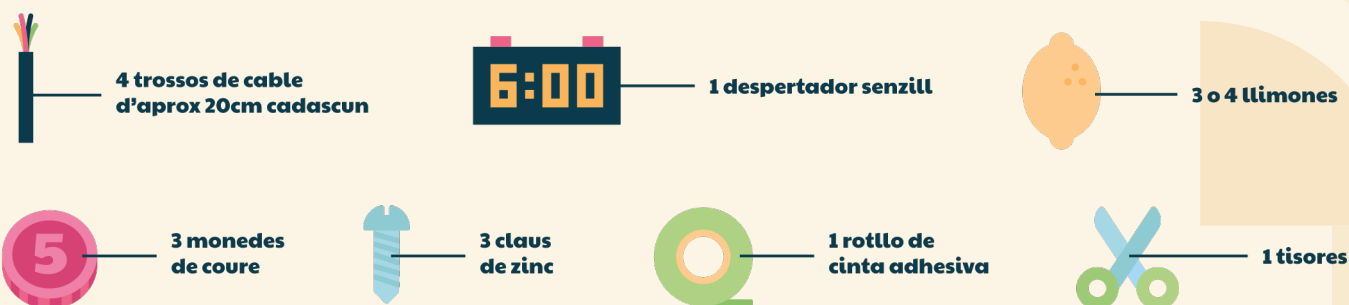 4 trossos de cable
d’aprox 20cm cadascun
6:00
1 despertador senzill
3 o 4 llimones
5
3 monedes
de coure
3 claus
de zinc
1 rotllo de
cinta adhesiva
1 tisores